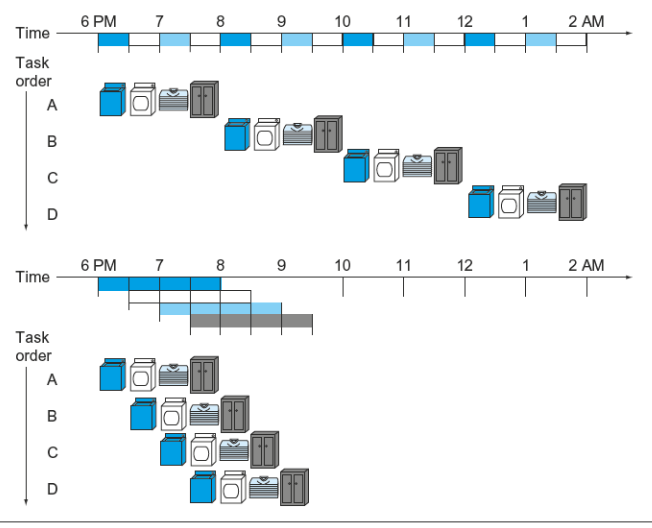 6 PM 7 8 9 10 11 12 1 2 AM
Time
Task
order
A
B
C
D
6 PM 7 8 9 10 11 12 1 2 AM
Time
Task
order
A
B
C
D